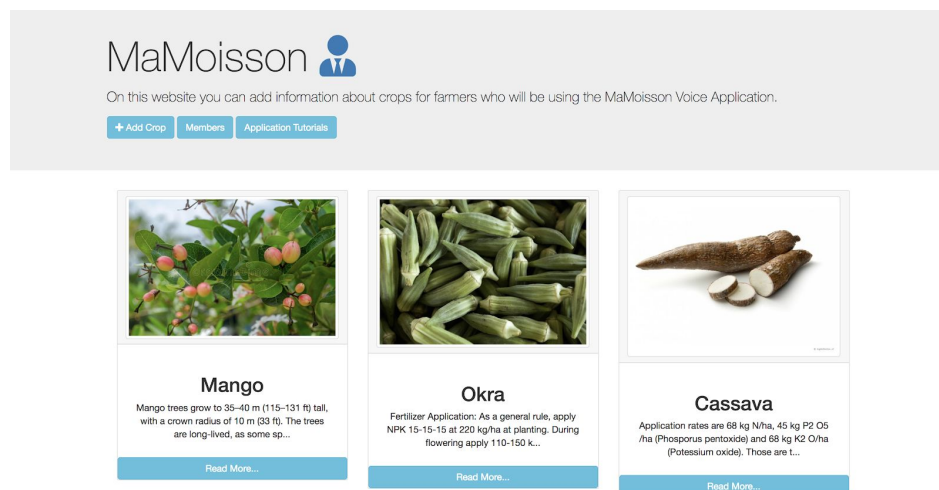 MaMoisson
On this website you can add information about crops for farmers who will be using the MaMoisson Voice Application.
+ Add Crop
Members
Application Tutorials
Mango
Mango trees grow to 35–40 m (115–131 ft) tall,
with a crown radius of 10 m (33 ft). The trees
are long-lived, as some sp...
Read More...
Okra
Fertilizer Application: As a general rule, apply
NPK 15-15-15 at 220 kg/ha at planting. During
flowering apply 110-150 k...
Read More...
Cassava
Application rates are 68 kg N/ha, 45 kg P2 O5
/ha (Phosporus pentoxide) and 68 kg K2 O/ha
(Potessium oxide). Those are t...
Read More...